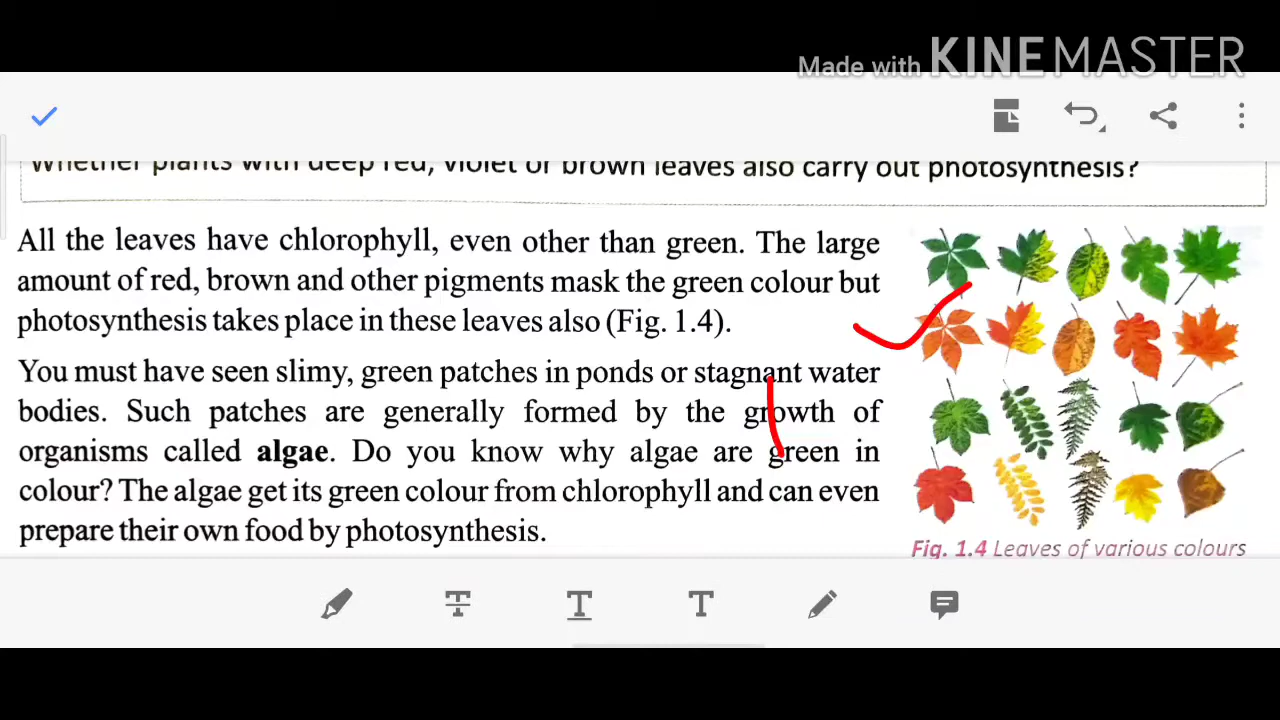 Made with KINEMASTER
Whether plants with deep red, violet or brown leaves also carry out photosynthesis?
All the leaves have chlorophyll, even other than green. The large
amount of red, brown and other pigments mask the green colour but
photosynthesis takes place in these leaves also (Fig. 1.4).
You must have seen slimy, green patches in ponds or stagnant water
bodies. Such patches are generally formed by the growth of
organisms called algae. Do you know why algae are green in
colour? The algae get its green colour from chlorophyll and can even
prepare their own food by photosynthesis.
Fig. 1.4 Leaves of various colours